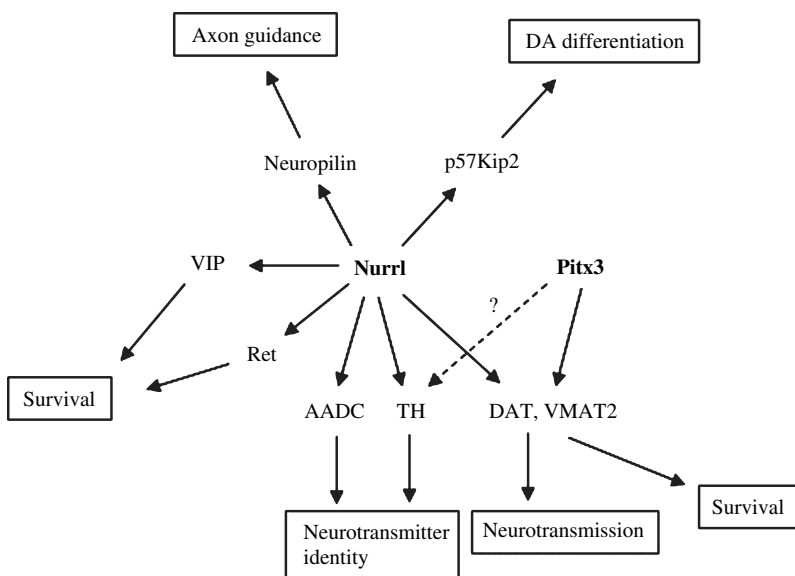 Axon guidance
DA differentiation
Neuropilin
p57Kip2
VIP
Nurrl
Pitx3
?
Ret
Survival
AADC
TH
DAT, VMAT2
Neurotransmitter
identity
Neurotransmission
Survival